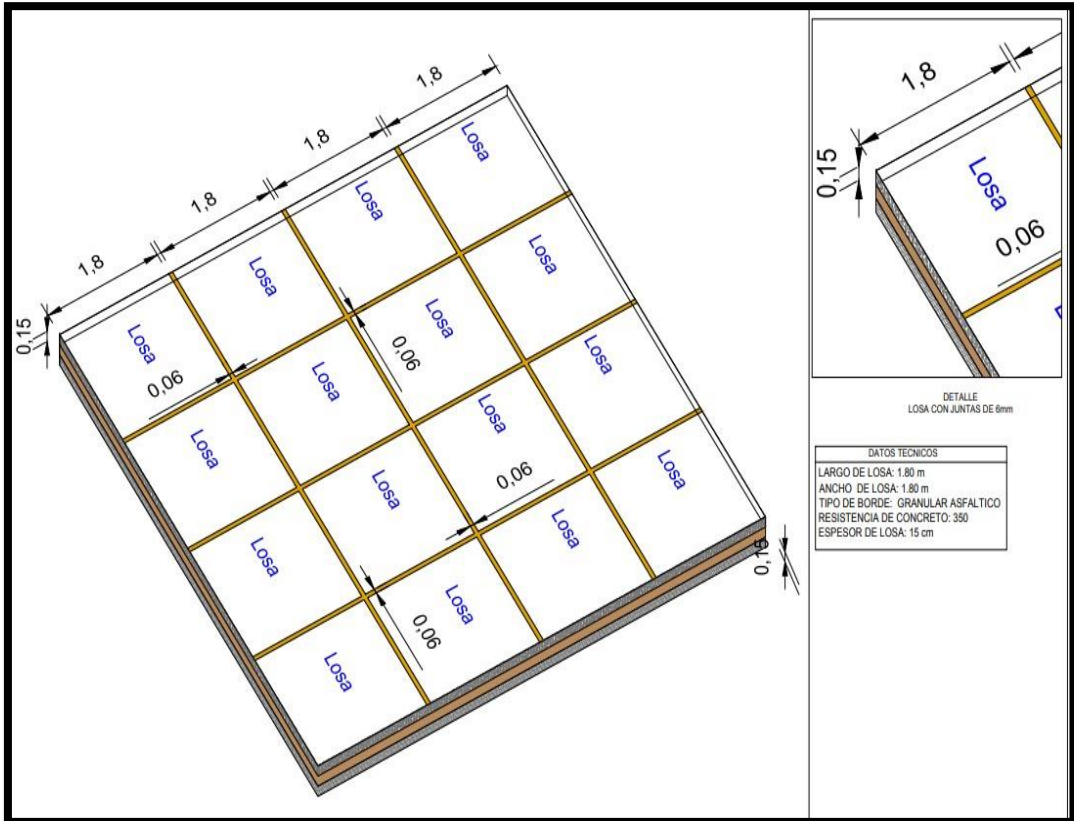 1,8
1,8
1,8
1,8
0,15
Losa
Losa
Losa
Losa
0,06
0,06
Losa
Losa
Losa
Losa
Losa
Losa
Losa
Losa
0,06
Losa
Losa
Losa
Losa
0,06
0,15
1,8
0,15
Losa
0,06
DETALLE
LOSA CON JUNTAS DE 6mm
DATOS TECNICOS
LARGO DE LOSA: 1.80 m
ANCHO DE LOSA: 1.80 m
TIPO DE BORDE: GRANULAR ASFALTICO
RESISTENCIA DE CONCRETO: 350
ESPESOR DE LOSA: 15 cm